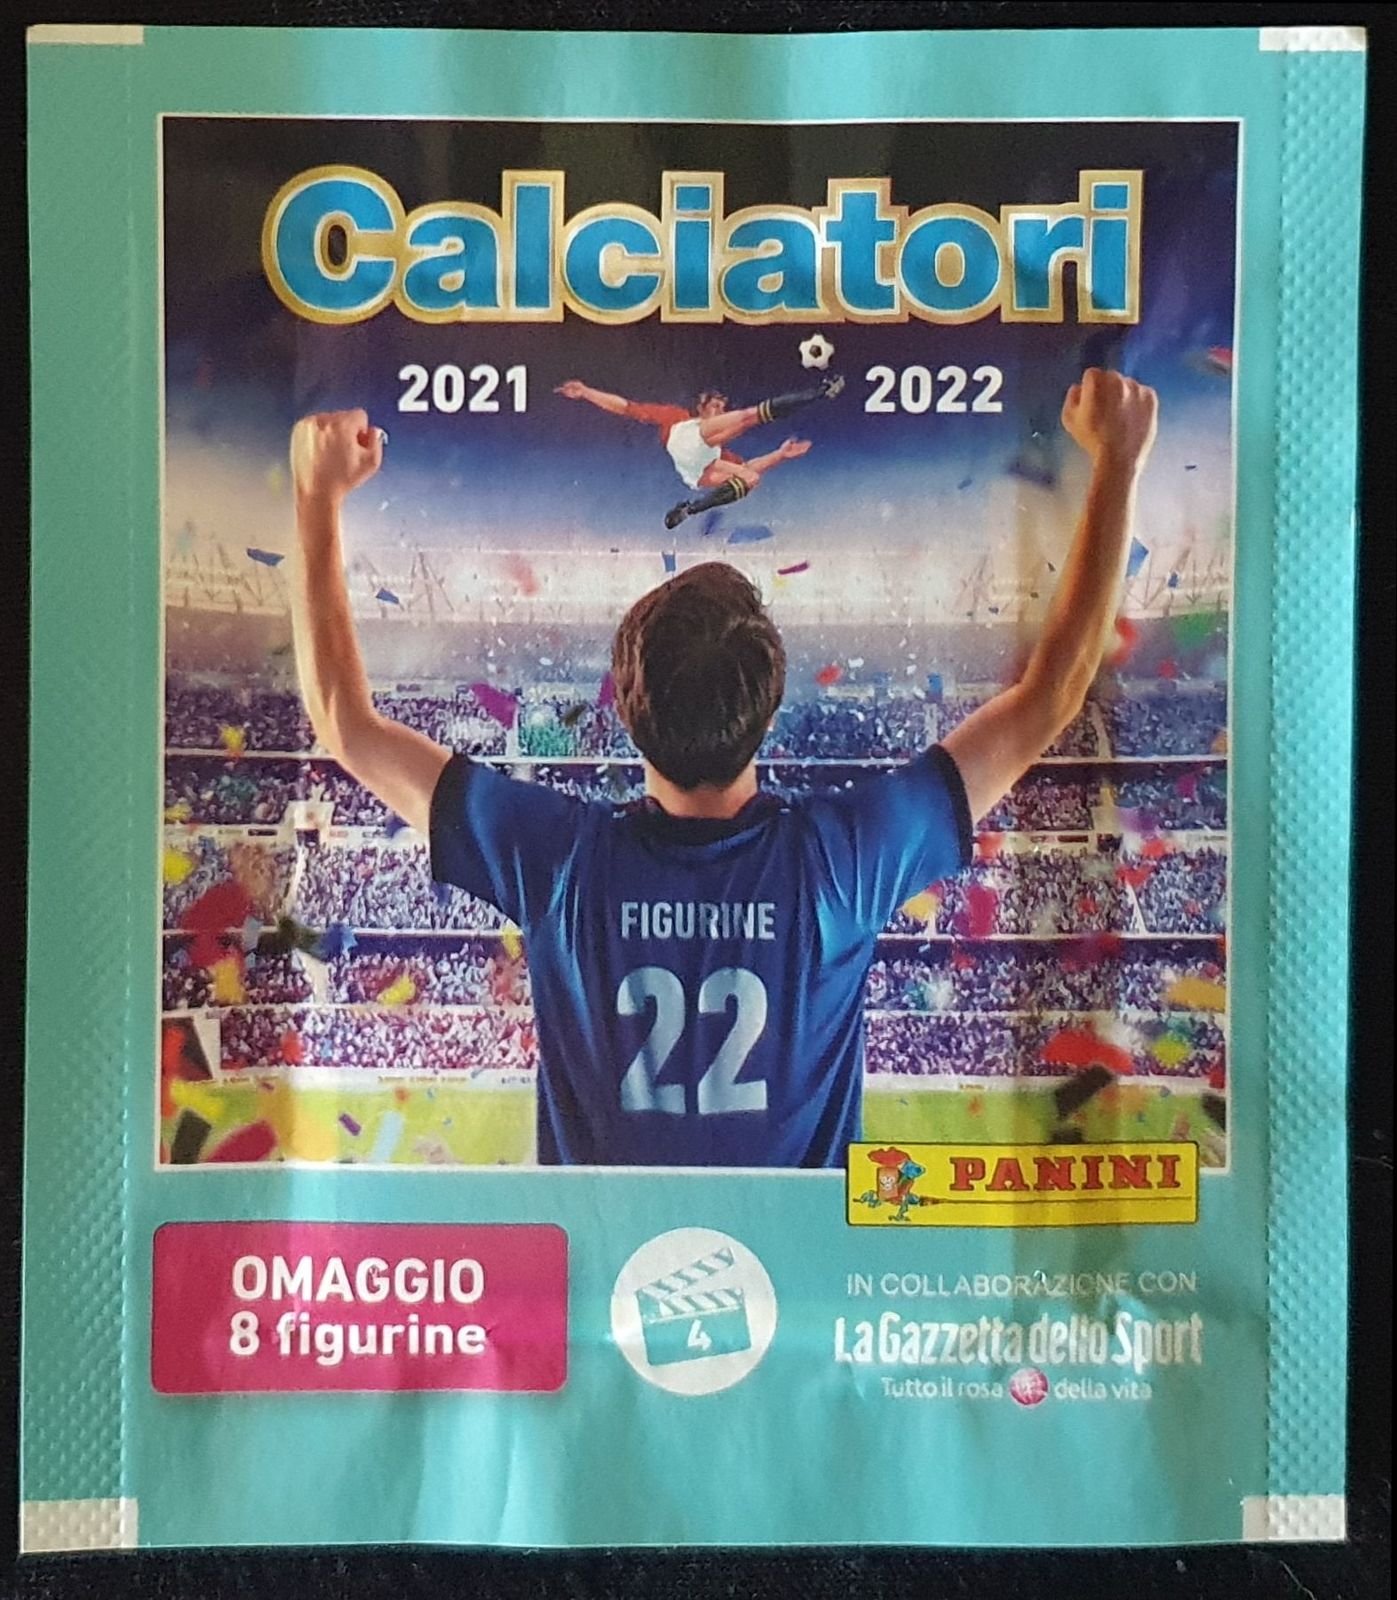 Calciatori
2021 2022
FIGURINE
22
PANINI
OMAGGIO
8 figurine
4
IN COLLABORAZIONE CON
La Gazzetta dello Sport
Tutto il rosa della vita